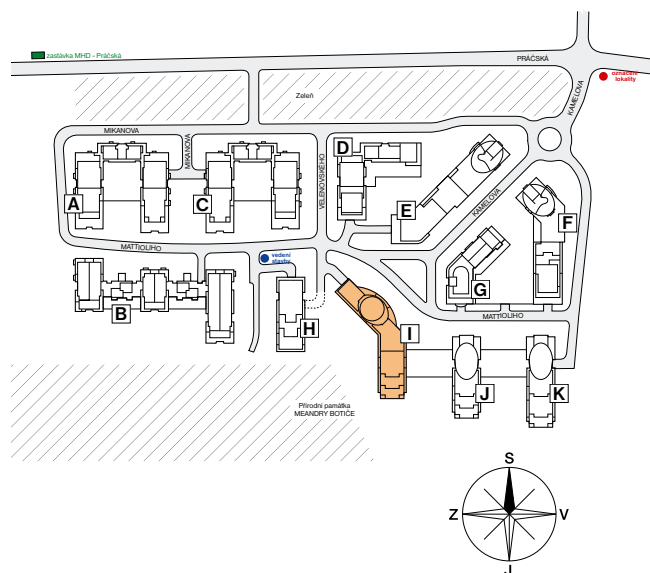 zastávka MHD - Práčská
PRÁČSKÁ
označení
lokality
Zeleň
KAMELOVA
MIKANOVA
MIKANOVA
VELENOVSKÉHO
D
A
C
E
KAMELOVA
F
MATTIOLIHO
vedení
stavby
G
B
H
I
MATTIOLIHO
J
K
Přírodní památka
MEANDRY BOTIČE
S
Z
V
J